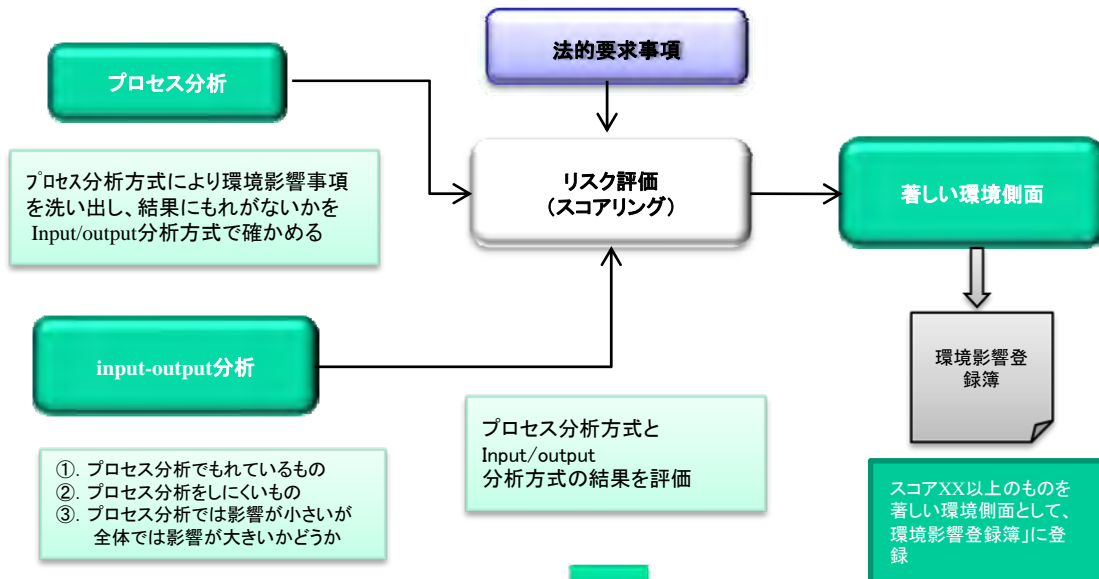 法的要求事項
プロセス分析
プロセス分析方式により環境影響事項
を洗い出し、結果にもれがないかを
Input/output分析方式で確かめる
リスク評価
（スコアリング）
著しい環境側面
input-output分析
①. プロセス分析でもれているもの
②. プロセス分析をしにくいもの
③. プロセス分析では影響が小さいが
全体では影響が大きいかどうか
プロセス分析方式と
Input/output
分析方式の結果を評価
環境影響登
録簿
スコアXX以上のものを
著しい環境側面として、
環境影響登録簿」に登
録